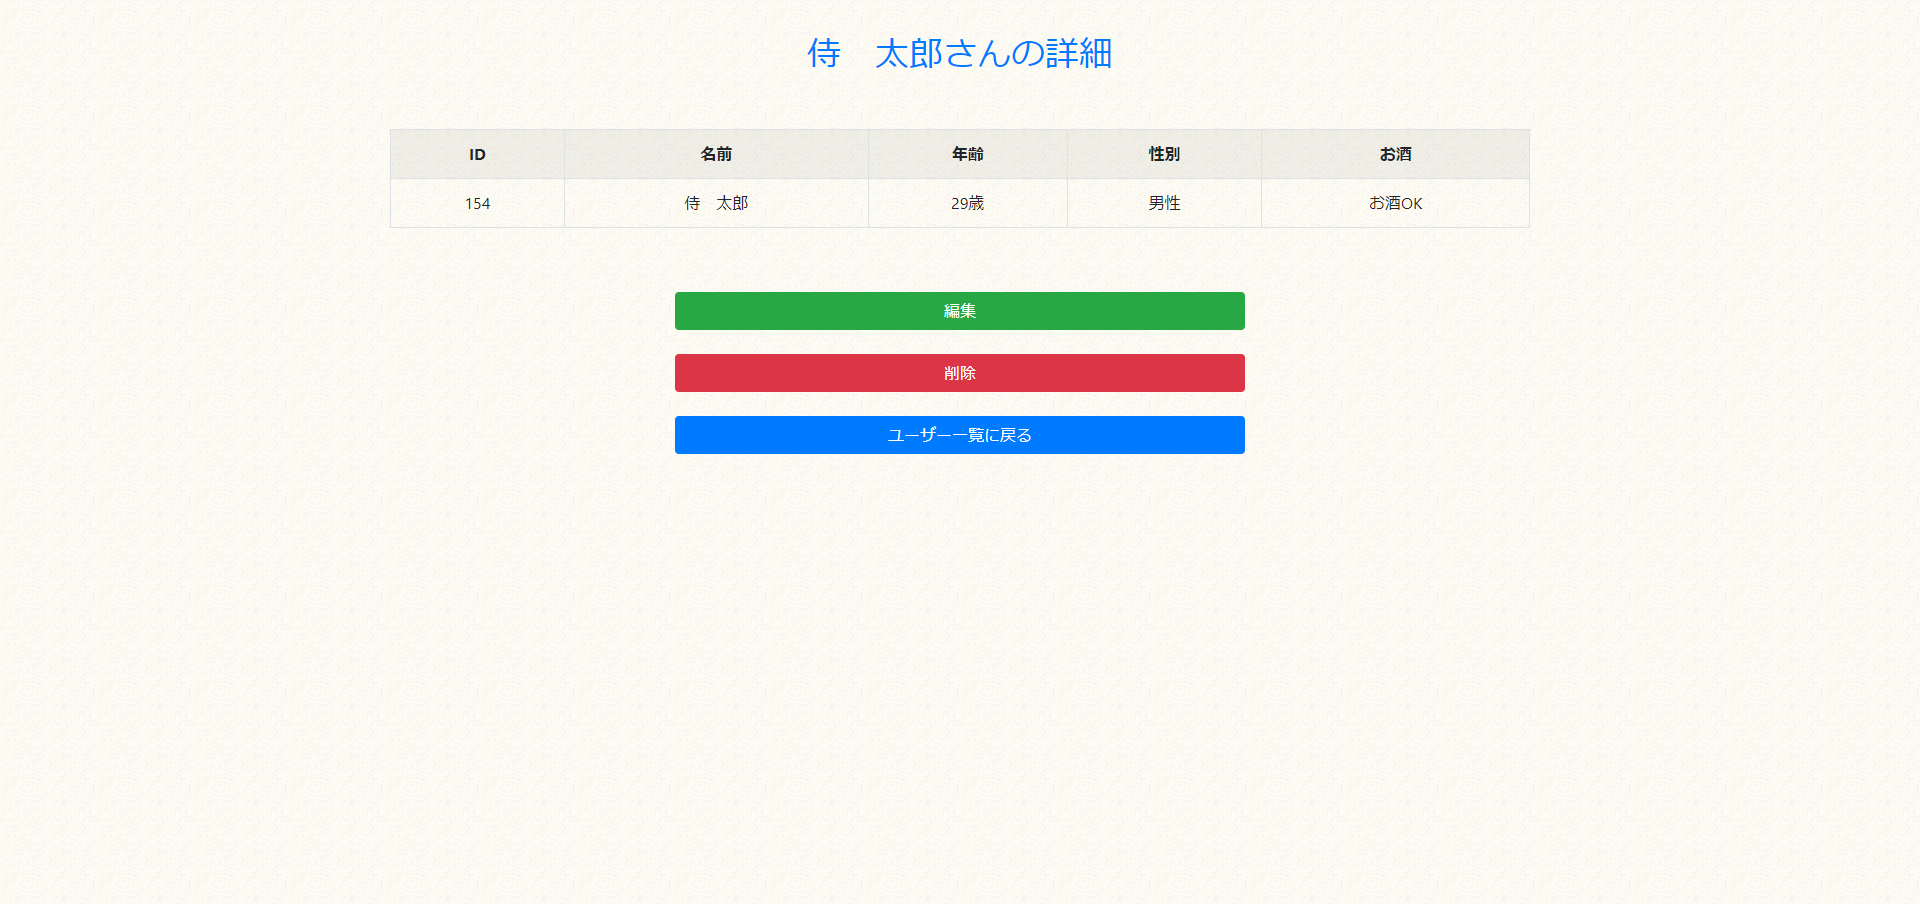 侍　太郎さんの詳細
ID 名前 年齢 性別 お酒
154 侍　太郎 29歳 男性 お酒OK
編集
削除
ユーザー一覧に戻る